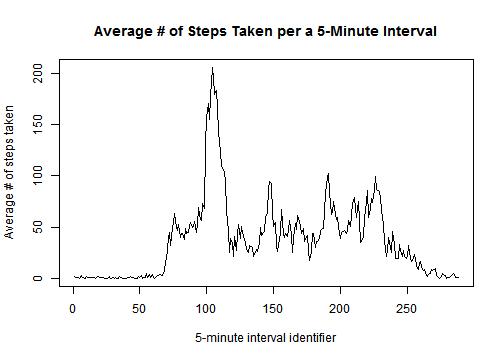 Average # of Steps Taken per a 5-Minute Interval
Average # of steps taken
200
150
100
50
0
0 50 100 150 200 250
5-minute interval identifier